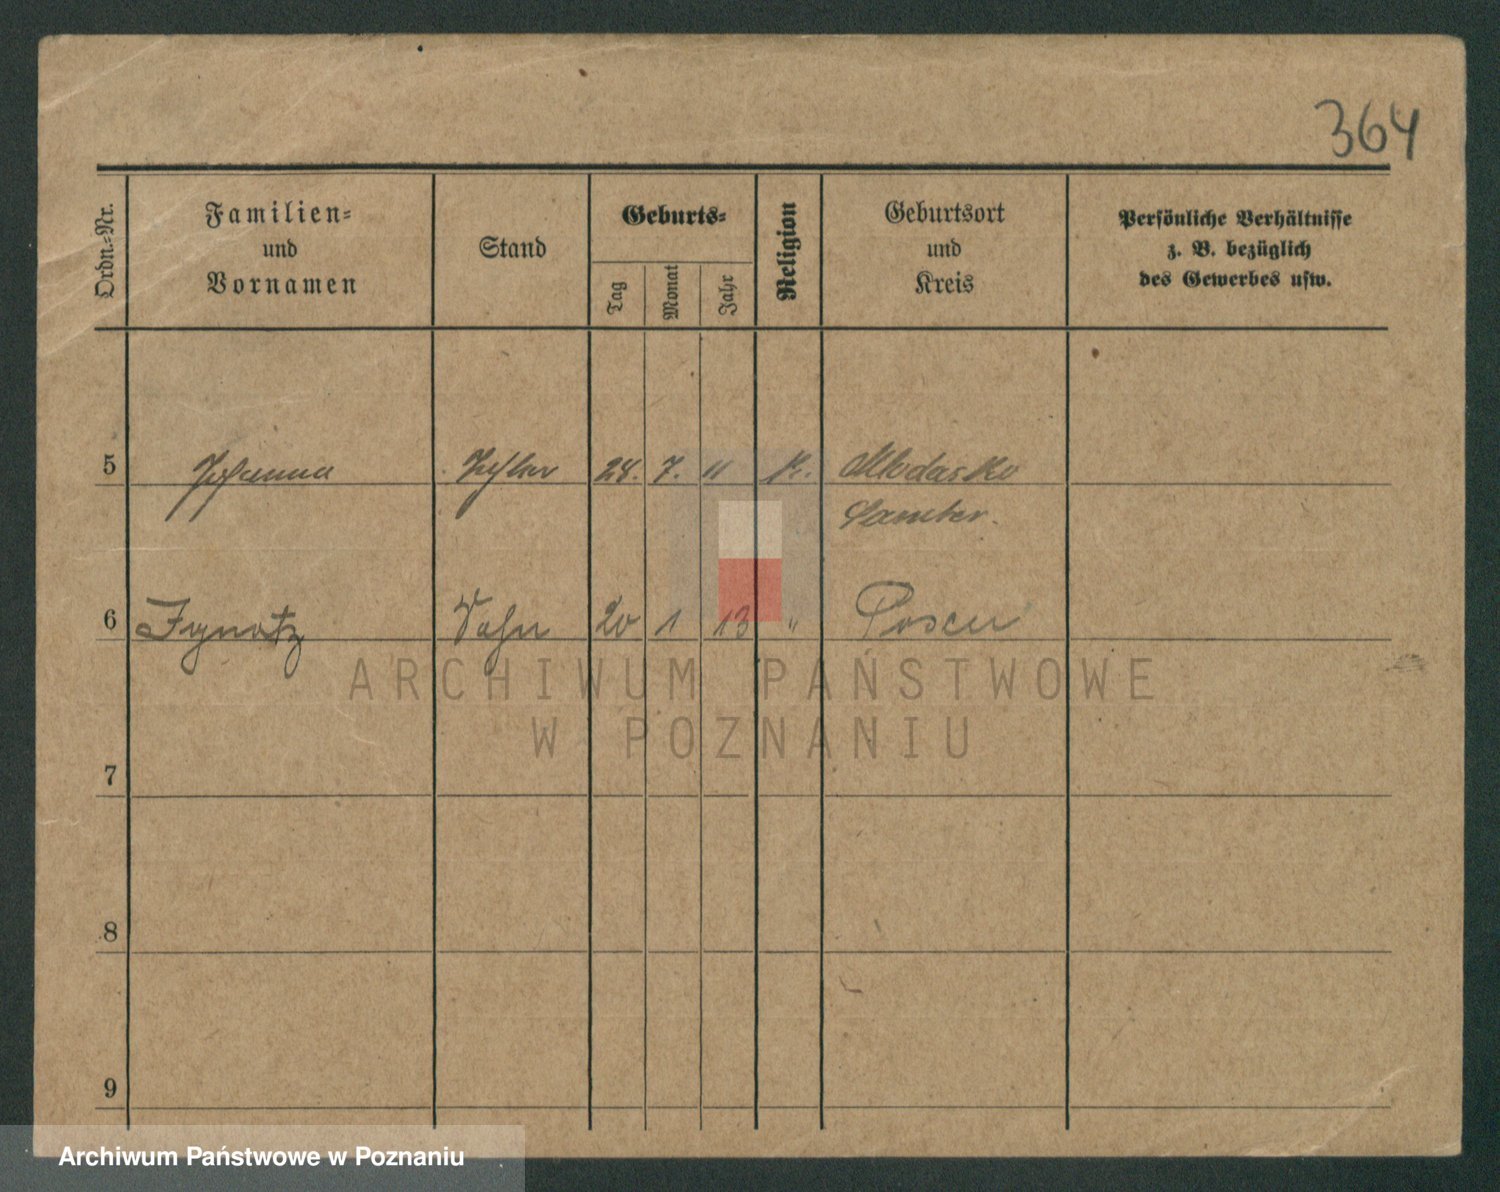 364
Ordn.-Nr.
Familien-
und
Vornamen
Stand
Geburts-
Tag
Monat
Jahr
Religion
Geburtsort
und
Kreis
Persönliche Verhältnisse
z. B. bezüglich
des Gewerbes usw.
5 Johanna 28. 7. 11 K. Mlodasko
Samter.
6 Ignatz Sohn 20 1 13 " Posen
7
8
9
ARCHIWUM PAŃSTWOWE
W POZNANIU
Archiwum Państwowe w Poznaniu